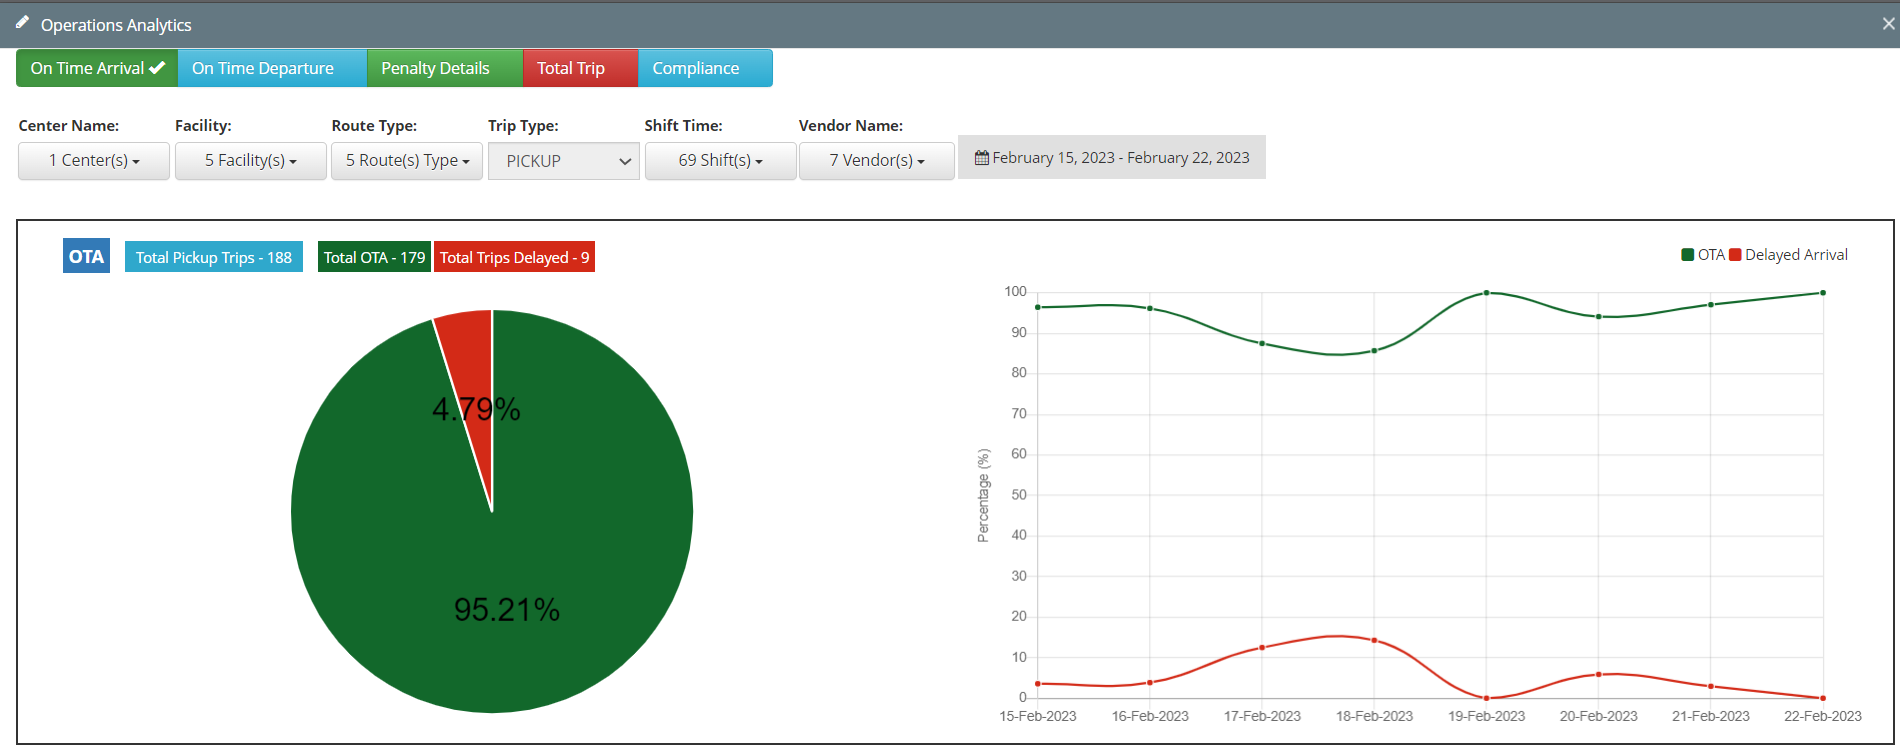 Operations Analytics
On Time Arrival
On Time Departure
Penalty Details
Total Trip
Compliance
Center Name:
Facility:
Route Type:
Trip Type:
Shift Time:
Vendor Name:
1 Center(s)
5 Facility(s)
5 Route(s) Type
PICKUP
69 Shift(s)
7 Vendor(s)
February 15, 2023 - February 22, 2023
OTA
Total Pickup Trips - 188
Total OTA - 179
Total Trips Delayed - 9
4.79%
95.21%
OTA
Delayed Arrival
Percentage (%)
100
90
80
70
60
50
40
30
20
10
0
15-Feb-2023
16-Feb-2023
17-Feb-2023
18-Feb-2023
19-Feb-2023
20-Feb-2023
21-Feb-2023
22-Feb-2023